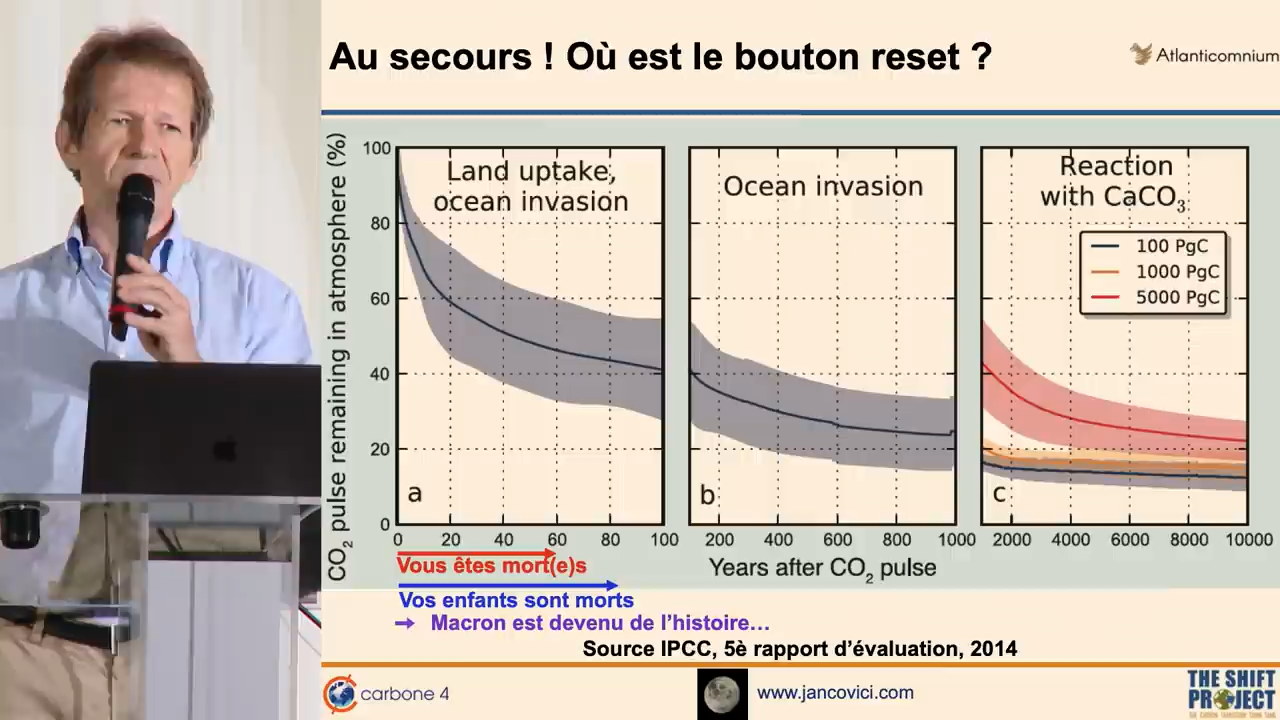 Au secours ! Où est le bouton reset ?
Atlanticomnium
CO2 pulse remaining in atmosphere (%)
100
80
60
40
20
0
Land uptake,
ocean invasion
a
0 20 40 60 80 100
Ocean invasion
b
200 400 600 800 1000
Reaction
with CaCO3
100 PgC
1000 PgC
5000 PgC
c
2000 4000 6000 8000 10000
Years after CO2 pulse
Vous êtes mort(e)s
Vos enfants sont morts
→ Macron est devenu de l’histoire…
Source IPCC, 5è rapport d’évaluation, 2014
carbone 4
www.jancovici.com
THE SHIFT
PROJECT